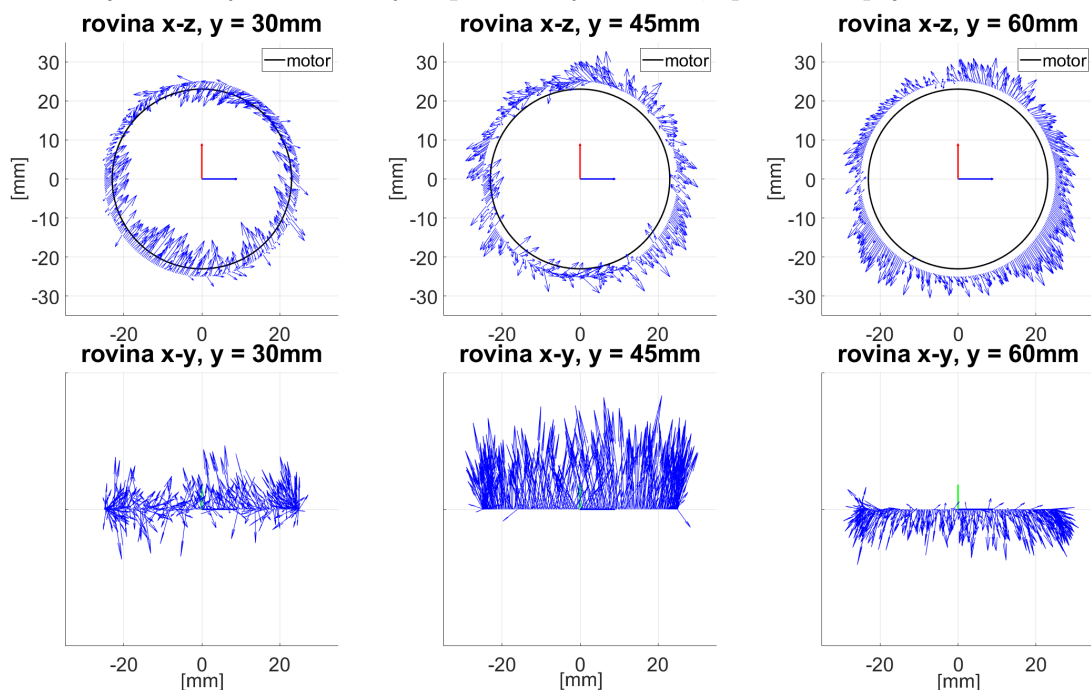 rovina x-z, y = 30mm
rovina x-z, y = 45mm
rovina x-z, y = 60mm
motor
motor
motor
30
20
10
0
-10
-20
-30
[mm]
-20
0
20
30
20
10
0
-10
-20
-30
[mm]
-20
0
20
30
20
10
0
-10
-20
-30
[mm]
-20
0
20
rovina x-y, y = 30mm
rovina x-y, y = 45mm
rovina x-y, y = 60mm
-20
0
20
[mm]
-20
0
20
[mm]
-20
0
20
[mm]